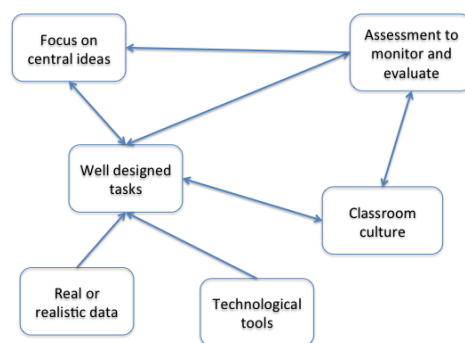 Focus on
central ideas
Assessment to
monitor and
evaluate
Well designed
tasks
Classroom
culture
Real or
realistic data
Technological
tools